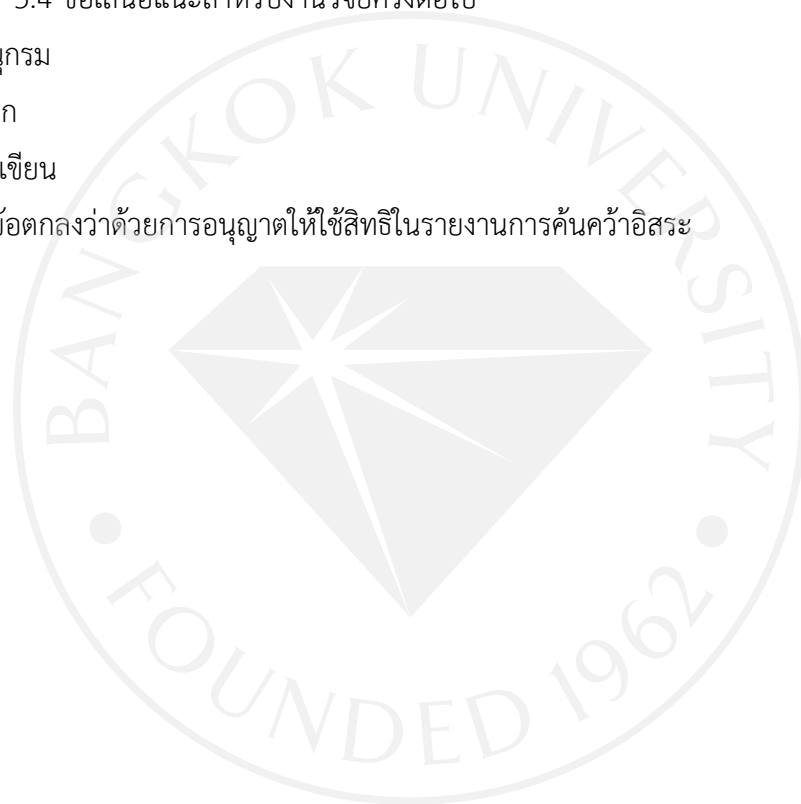 5.4 ข้อเสนอแนะสำหรับงานวิจัยครั้งต่อไป
เขียน
ข้อตกลงว่าด้วยการอนุญาตให้ใช้สิทธิในรายงานการค้นคว้าอิสระ
BANGKOK UNIVERSITY
FOUNDED 1962